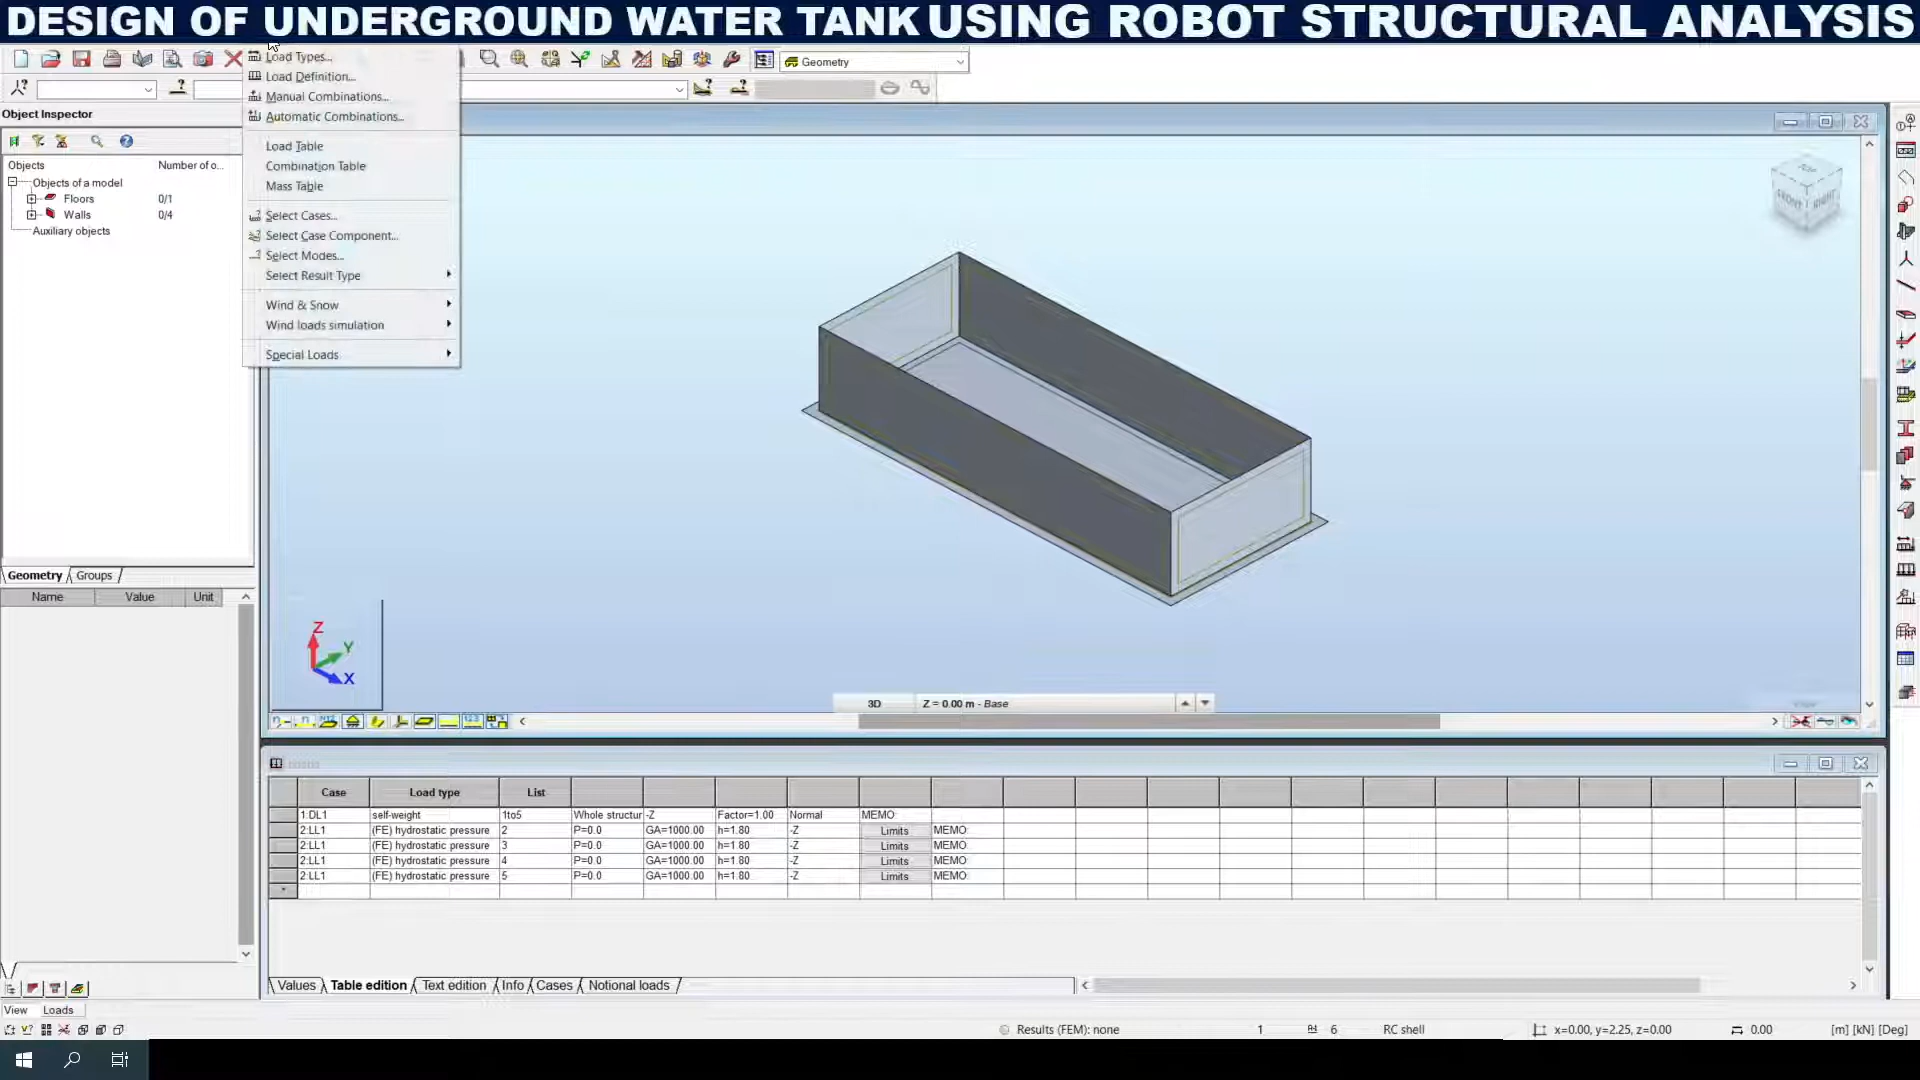 DESIGN OF UNDERGROUND WATER TANK USING ROBOT STRUCTURAL ANALYSIS
Load Types...
Load Definition...
Manual Combinations...
Automatic Combinations...
Load Table
Combination Table
Mass Table
Select Cases...
Select Case Component...
Select Modes...
Select Result Type
Wind & Snow
Wind loads simulation
Special Loads
Geometry
Object Inspector
Objects Number of o...
Objects of a model
Floors 0/1
Walls 0/4
Auxiliary objects
Geometry Groups
Name Value Unit
FRONT RIGHT
Z
Y
X
3D Z = 0.00 m - Base
Case Load type List
1:DL1 self-weight 1to5 Whole structur -Z Factor=1.00 Normal MEMO:
2:LL1 (FE) hydrostatic pressure 2 P=0.0 GA=1000.00 h=1.80 -Z Limits MEMO:
2:LL1 (FE) hydrostatic pressure 3 P=0.0 GA=1000.00 h=1.80 -Z Limits MEMO:
2:LL1 (FE) hydrostatic pressure 4 P=0.0 GA=1000.00 h=1.80 -Z Limits MEMO:
2:LL1 (FE) hydrostatic pressure 5 P=0.0 GA=1000.00 h=1.80 -Z Limits MEMO:
*
Values Table edition Text edition Info Cases Notional loads
View Loads
Results (FEM): none 1 6 RC shell x=0.00, y=2.25, z=0.00 0.00 [m] [kN] [Deg]